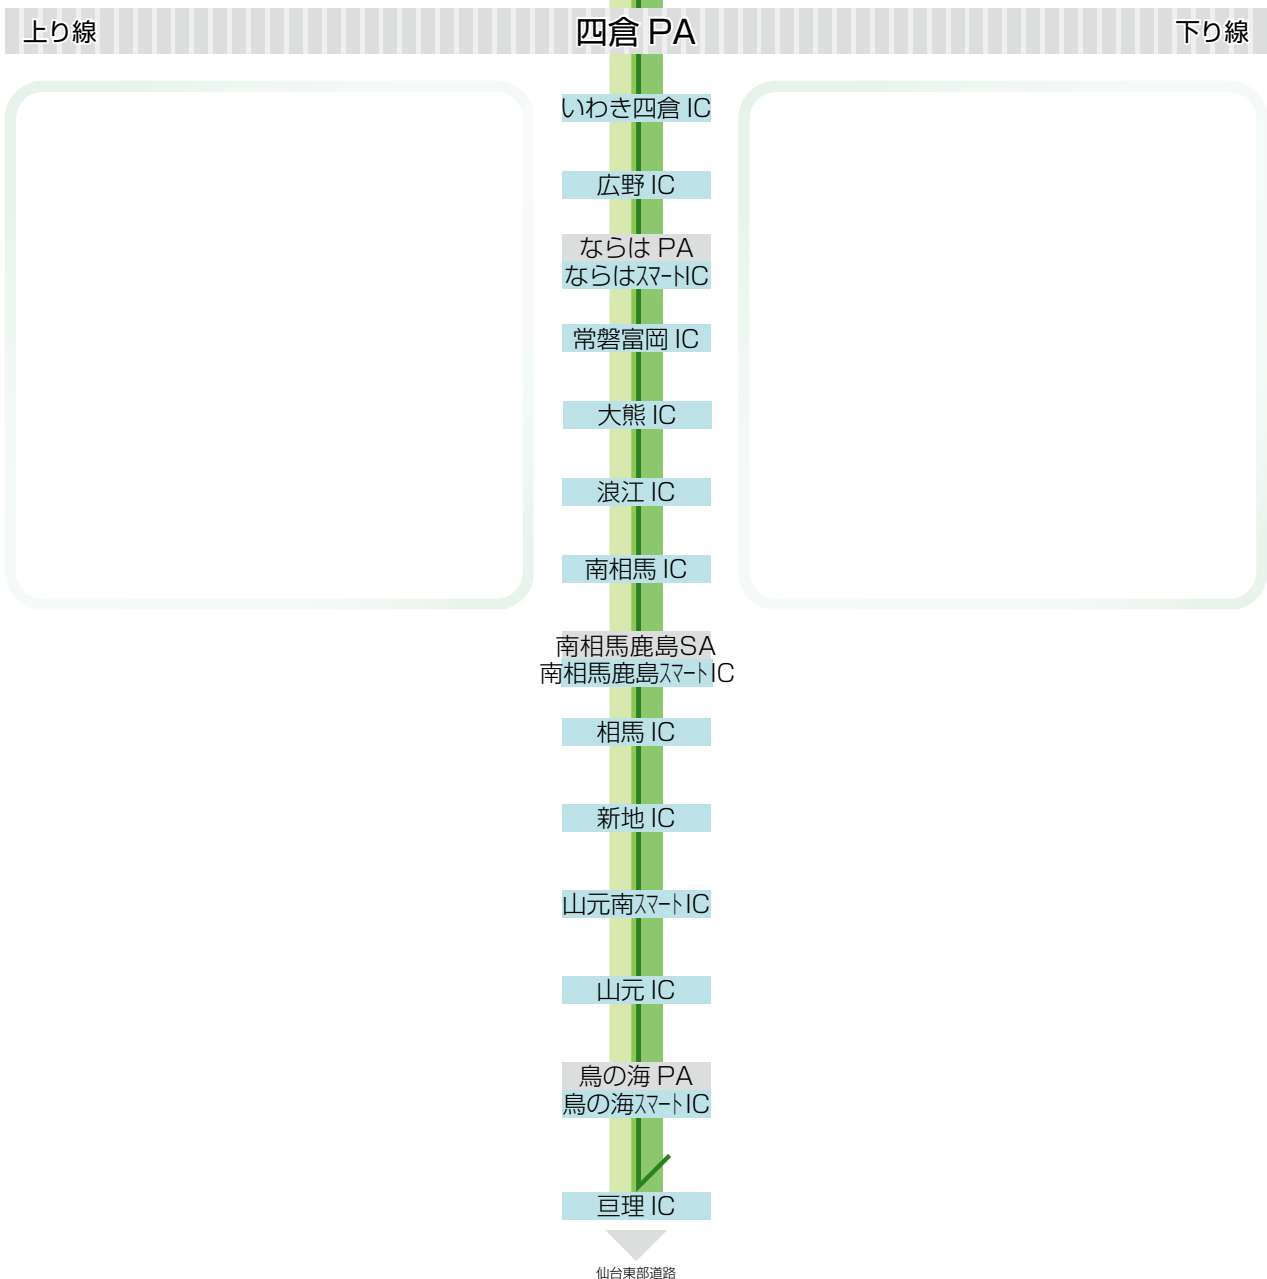 上り線
四倉 PA
下り線
いわき四倉 IC
広野 IC
ならは PA
ならはｽﾏｰﾄIC
常磐富岡 IC
大熊 IC
浪江 IC
南相馬 IC
南相馬鹿島SA
南相馬鹿島ｽﾏｰﾄIC
相馬 IC
新地 IC
山元南ｽﾏｰﾄIC
山元 IC
鳥の海 PA
鳥の海ｽﾏｰﾄIC
亘理 IC
仙台東部道路